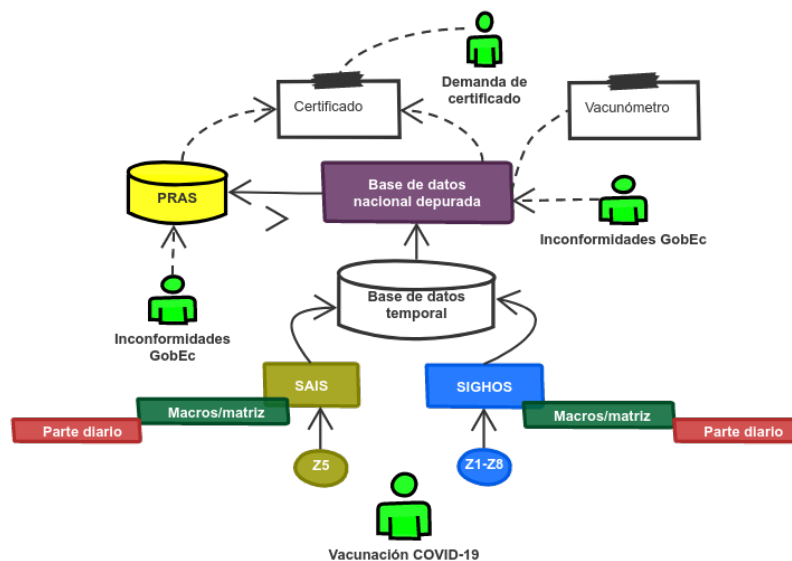 Demanda de
certificado
Certificado
Vacunómetro
PRAS
Base de datos
nacional depurada
Inconformidades GobEc
Base de datos
temporal
Inconformidades
GobEc
SAIS
SIGHOS
Macros/matriz
Macros/matriz
Parte diario
Parte diario
Z5
Z1-Z8
Vacunación COVID-19